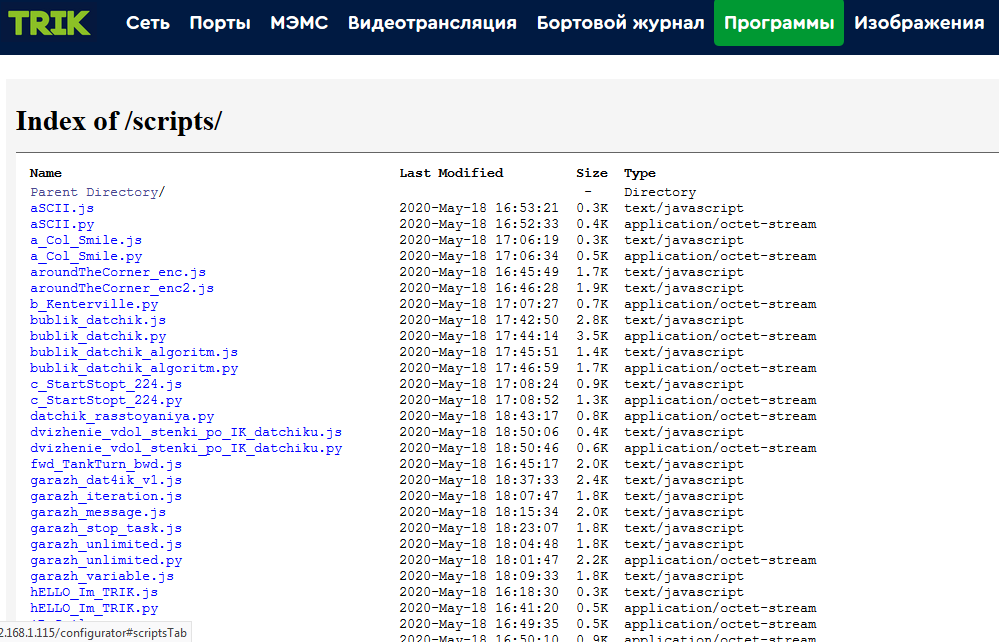 TRIK Сеть Порты МЭМС Видеотрансляция Бортовой журнал Программы Изображения
Index of /scripts/
Name Last Modified Size Type
Parent Directory/ - Directory
aSCII.js 2020-May-18 16:53:21 0.3K text/javascript
aSCII.py 2020-May-18 16:52:33 0.4K application/octet-stream
a_Col_Smile.js 2020-May-18 17:06:19 0.3K text/javascript
a_Col_Smile.py 2020-May-18 17:06:34 0.5K application/octet-stream
aroundTheCorner_enc.js 2020-May-18 16:45:49 1.7K text/javascript
aroundTheCorner_enc2.js 2020-May-18 16:46:28 1.9K text/javascript
b_Kenterville.py 2020-May-18 17:07:27 0.7K application/octet-stream
bublik_datchik.js 2020-May-18 17:42:50 2.8K text/javascript
bublik_datchik.py 2020-May-18 17:44:14 3.5K application/octet-stream
bublik_datchik_algoritm.js 2020-May-18 17:45:51 1.4K text/javascript
bublik_datchik_algoritm.py 2020-May-18 17:46:59 1.7K application/octet-stream
c_StartStopt_224.js 2020-May-18 17:08:24 0.9K text/javascript
c_StartStopt_224.py 2020-May-18 17:08:52 1.3K application/octet-stream
datchik_rasstoyaniya.py 2020-May-18 18:43:17 0.8K application/octet-stream
dvizhenie_vdol_stenki_po_IK_datchiku.js 2020-May-18 18:50:06 0.4K text/javascript
dvizhenie_vdol_stenki_po_IK_datchiku.py 2020-May-18 18:50:46 0.6K application/octet-stream
fwd_TankTurn_bwd.js 2020-May-18 16:45:17 2.0K text/javascript
garazh_dat4ik_v1.js 2020-May-18 18:37:33 2.4K text/javascript
garazh_iteration.js 2020-May-18 18:07:47 1.8K text/javascript
garazh_message.js 2020-May-18 18:15:34 2.0K text/javascript
garazh_stop_task.js 2020-May-18 18:23:07 1.8K text/javascript
garazh_unlimited.js 2020-May-18 18:04:48 1.8K text/javascript
garazh_unlimited.py 2020-May-18 18:01:47 2.2K application/octet-stream
garazh_variable.js 2020-May-18 18:09:33 1.8K text/javascript
hELLO_Im_TRIK.js 2020-May-18 16:18:30 0.3K text/javascript
hELLO_Im_TRIK.py 2020-May-18 16:41:20 0.5K application/octet-stream
2020-May-18 16:49:35 0.5K application/octet-stream
2.168.1.115/configurator#scriptsTab 2020-May-18 16:50:10 0.9K application/octet-stream